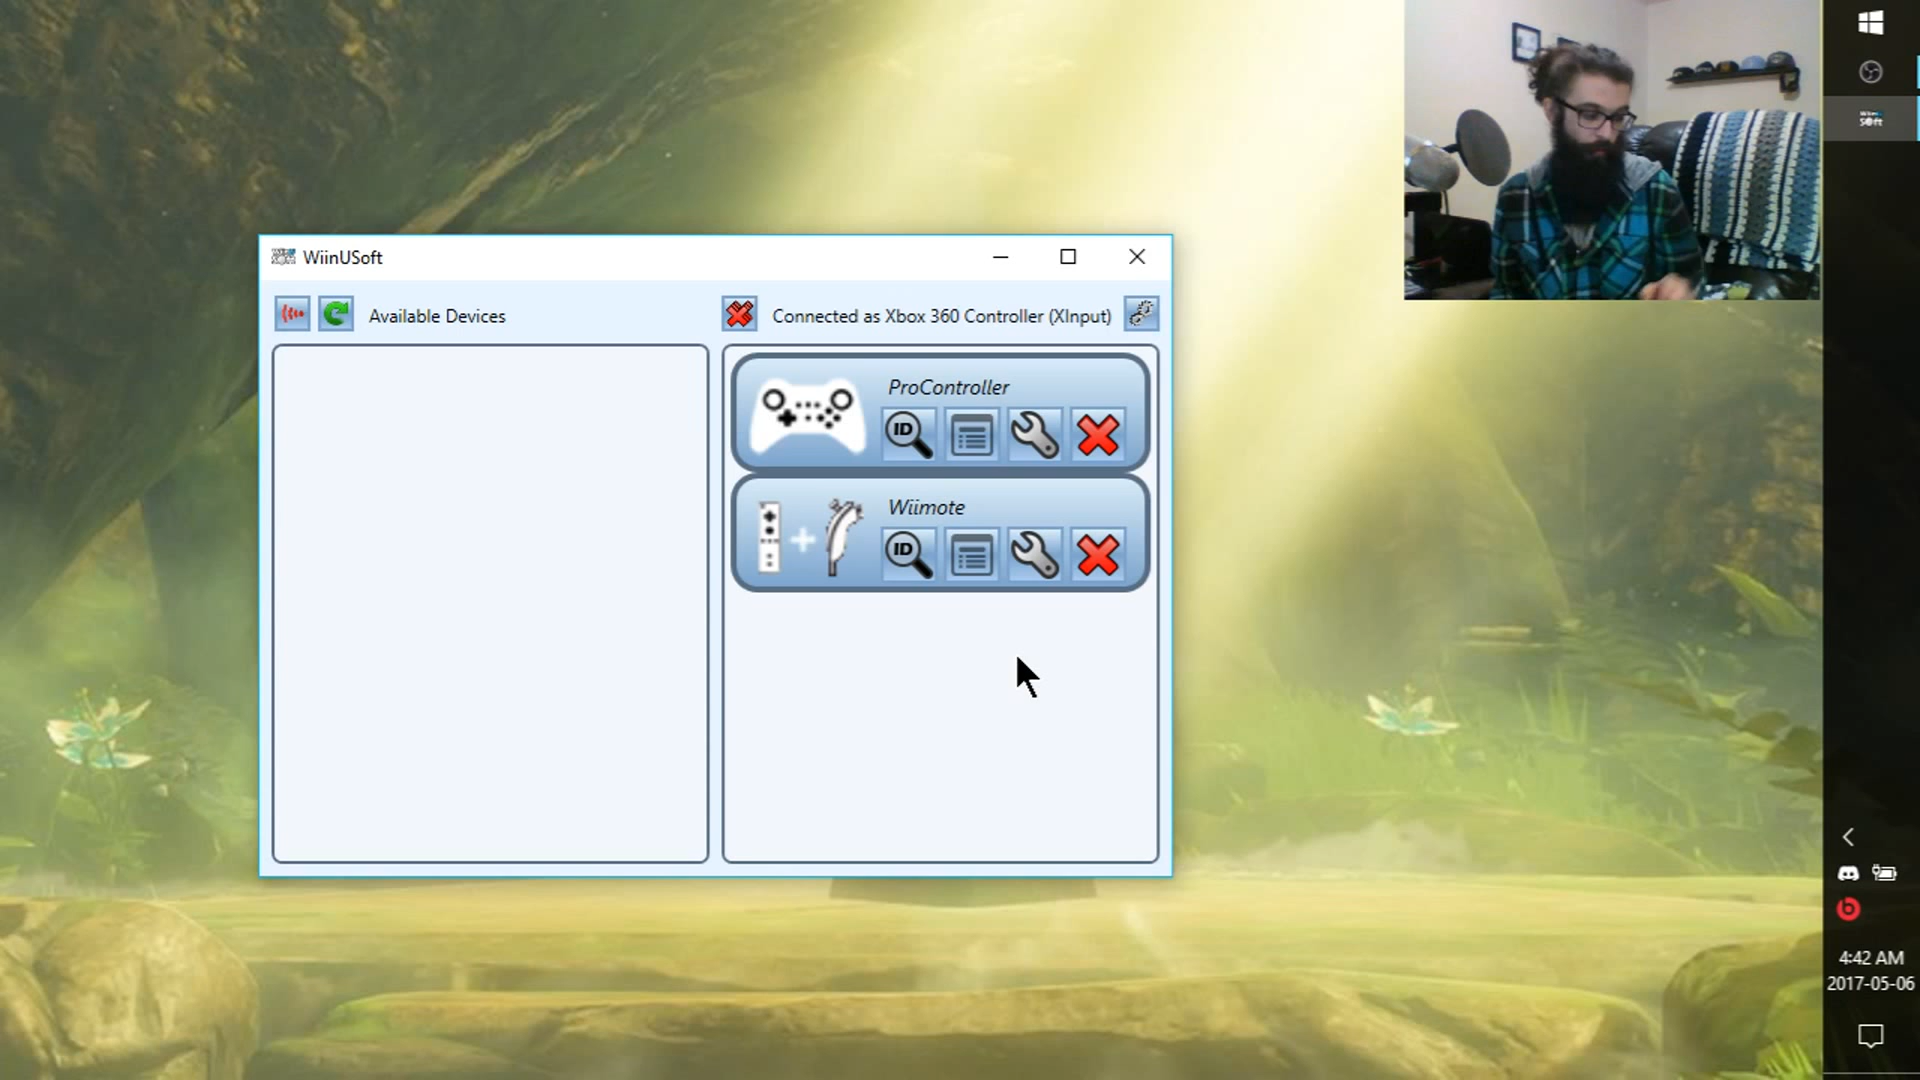 WiinUSoft
Available Devices
Connected as Xbox 360 Controller (XInput)
ProController
ID
Wiimote
ID
4:42 AM
2017-05-06